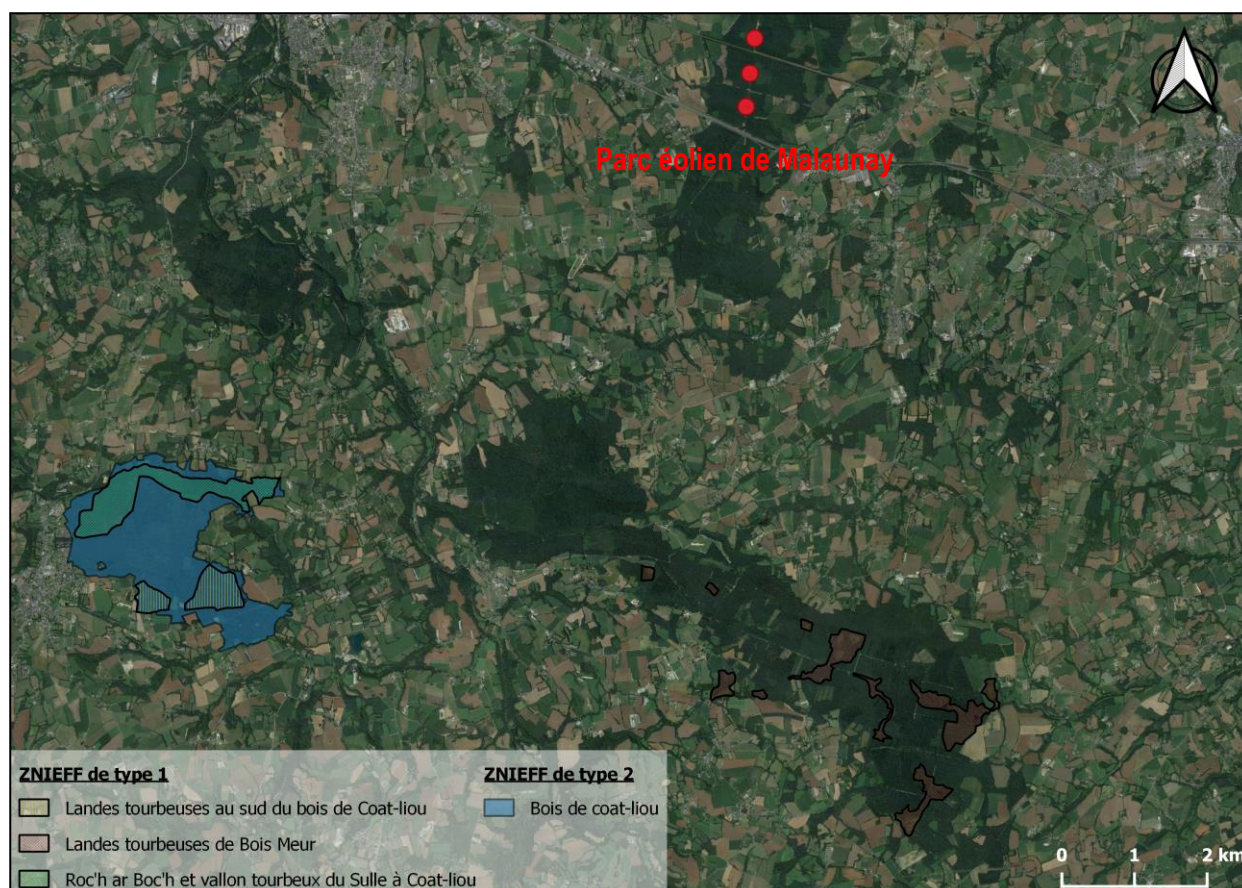 Parc éolien de Malaunay
ZNIEFF de type 1
ZNIEFF de type 2
Landes tourbeuses au sud du bois de Coat-liou
Bois de coat-liou
Landes tourbeuses de Bois Meur
Roc'h ar Boc'h et vallon tourbeux du Sulle à Coat-liou
0 1 2 km